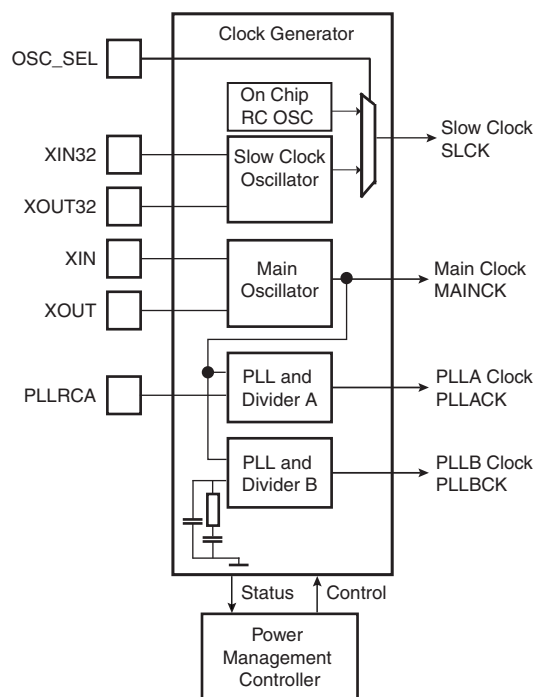 Clock Generator
OSC_SEL
On Chip
RC OSC
Slow Clock
SLCK
XIN32
Slow Clock
Oscillator
XOUT32
XIN
Main
Oscillator
Main Clock
MAINCK
XOUT
PLLRCA
PLL and
Divider A
PLLA Clock
PLLACK
PLL and
Divider B
PLLB Clock
PLLBCK
Status
Control
Power
Management
Controller